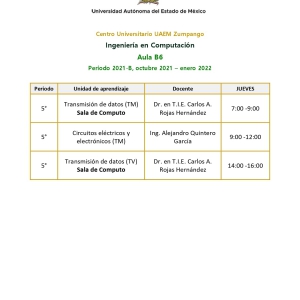 Universidad Autónoma del Estado de México
Centro Universitario UAEM Zumpango
Ingeniería en Computación
Aula B6
Periodo 2021-B, octubre 2021 – enero 2022
Periodo Unidad de aprendizaje Docente JUEVES
5° Transmisión de datos (TM) Dr. en T.I.E. Carlos A. 7:00 -9:00
Sala de Computo Rojas Hernández
5° Circuitos eléctricos y Ing. Alejandro Quintero 9:00 -12:00
electrónicos (TM) García
5° Transmisión de datos (TV) Dr. en T.I.E. Carlos A. 14:00 -16:00
Sala de Computo Rojas Hernández